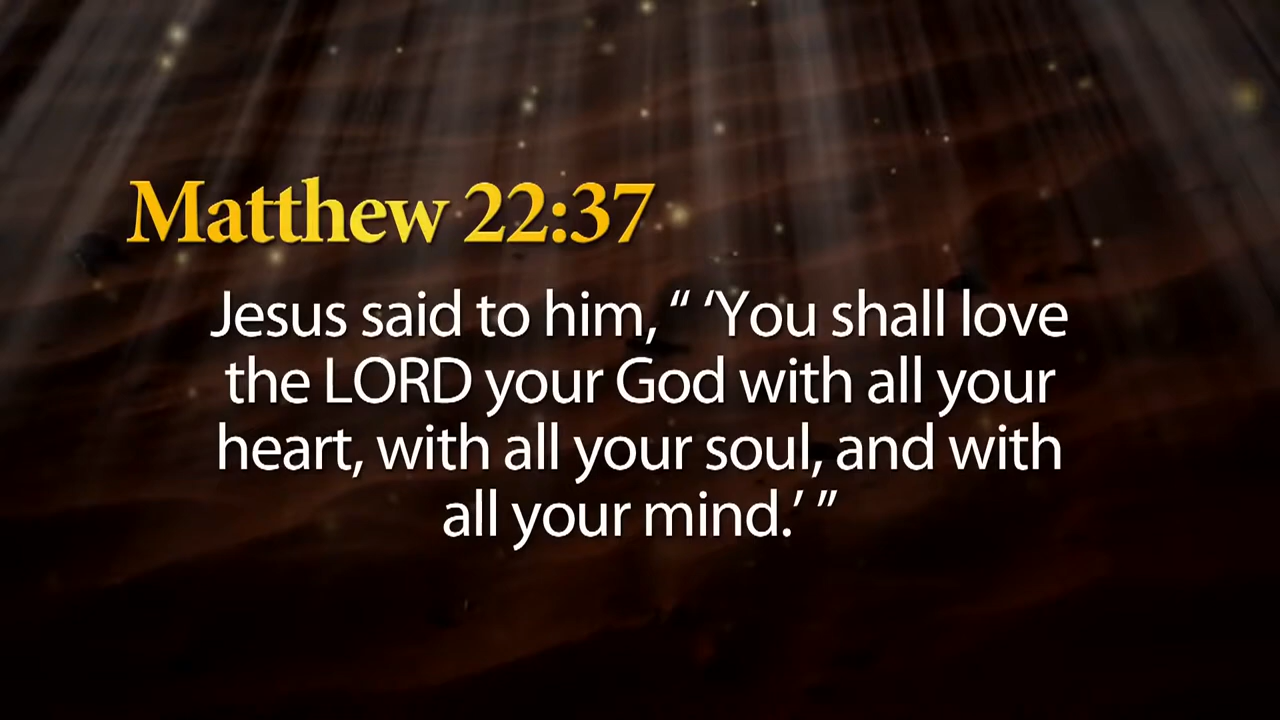 Matthew 22:37
Jesus said to him, “ ‘You shall love
the LORD your God with all your
heart, with all your soul, and with
all your mind.’ ”